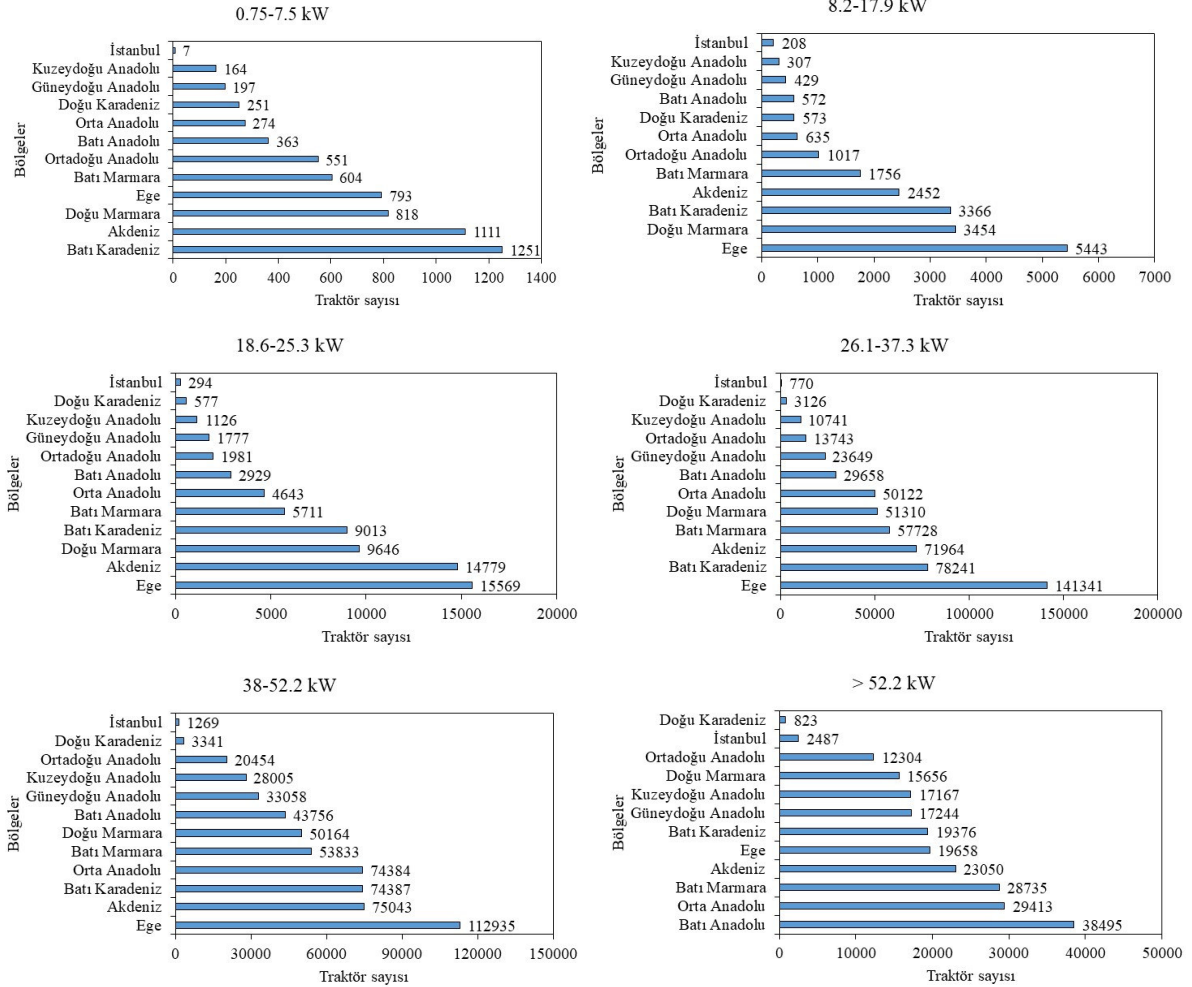 0.75-7.5 kW
Bölgeler
İstanbul 7
Kuzeydoğu Anadolu 164
Güneydoğu Anadolu 197
Doğu Karadeniz 251
Orta Anadolu 274
Batı Anadolu 363
Ortadoğu Anadolu 551
Batı Marmara 604
Ege 793
Doğu Marmara 818
Akdeniz 1111
Batı Karadeniz 1251
0 200 400 600 800 1000 1200 1400
Traktör sayısı
8.2-17.9 kW
Bölgeler
İstanbul 208
Kuzeydoğu Anadolu 307
Güneydoğu Anadolu 429
Batı Anadolu 572
Doğu Karadeniz 573
Orta Anadolu 635
Ortadoğu Anadolu 1017
Batı Marmara 1756
Akdeniz 2452
Batı Karadeniz 3366
Doğu Marmara 3454
Ege 5443
0 1000 2000 3000 4000 5000 6000 7000
Traktör sayısı
18.6-25.3 kW
Bölgeler
İstanbul 294
Doğu Karadeniz 577
Kuzeydoğu Anadolu 1126
Güneydoğu Anadolu 1777
Ortadoğu Anadolu 1981
Batı Anadolu 2929
Orta Anadolu 4643
Batı Marmara 5711
Batı Karadeniz 9013
Doğu Marmara 9646
Akdeniz 14779
Ege 15569
0 5000 10000 15000 20000
Traktör sayısı
26.1-37.3 kW
Bölgeler
İstanbul 770
Doğu Karadeniz 3126
Kuzeydoğu Anadolu 10741
Ortadoğu Anadolu 13743
Güneydoğu Anadolu 23649
Batı Anadolu 29658
Orta Anadolu 50122
Doğu Marmara 51310
Batı Marmara 57728
Akdeniz 71964
Batı Karadeniz 78241
Ege 141341
0 50000 100000 150000 200000
Traktör sayısı
38-52.2 kW
Bölgeler
İstanbul 1269
Doğu Karadeniz 3341
Ortadoğu Anadolu 20454
Kuzeydoğu Anadolu 28005
Güneydoğu Anadolu 33058
Batı Anadolu 43756
Doğu Marmara 50164
Batı Marmara 53833
Orta Anadolu 74384
Batı Karadeniz 74387
Akdeniz 75043
Ege 112935
0 30000 60000 90000 120000 150000
Traktör sayısı
> 52.2 kW
Bölgeler
Doğu Karadeniz 823
İstanbul 2487
Ortadoğu Anadolu 12304
Doğu Marmara 15656
Kuzeydoğu Anadolu 17167
Güneydoğu Anadolu 17244
Batı Karadeniz 19376
Ege 19658
Akdeniz 23050
Batı Marmara 28735
Orta Anadolu 29413
Batı Anadolu 38495
0 10000 20000 30000 40000 50000
Traktör sayısı